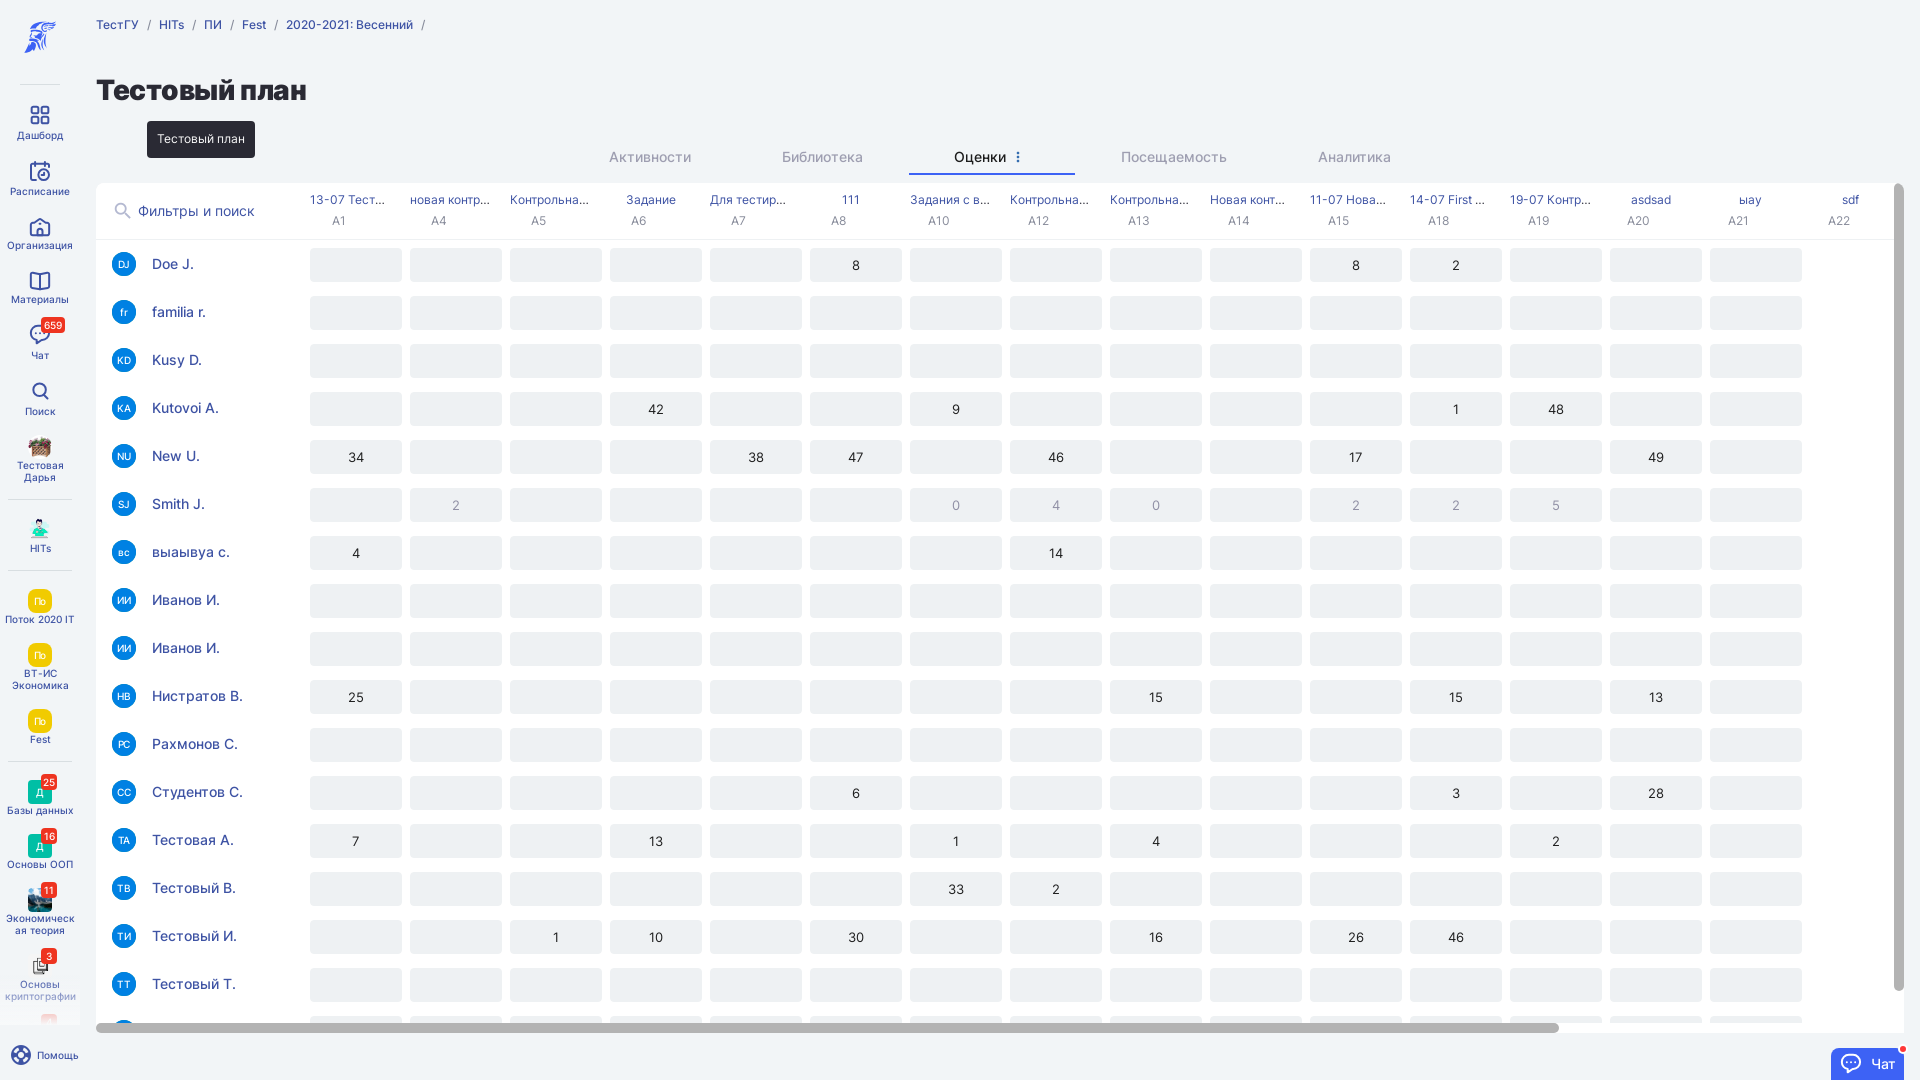 ТестГУ / HITs / ПИ / Fest / 2020-2021: Весенний /
Тестовый план
Тестовый план
Активности Библиотека Оценки Посещаемость Аналитика
Фильтры и поиск
13-07 Тест... новая контр... Контрольна... Задание Для тестир... 111 Задания с в... Контрольна... Контрольна... Новая конт... 11-07 Нова... 14-07 First ... 19-07 Контр... asdsad ыау sdf
A1 A4 A5 A6 A7 A8 A10 A12 A13 A14 A15 A18 A19 A20 A21 A22
DJ Doe J. 8 8 2
fr familia r.
KD Kusy D.
KA Kutovoi A. 42 9 1 48
NU New U. 34 38 47 46 17 49
SJ Smith J. 2 0 4 0 2 2 5
вс выаывуа с. 4 14
ИИ Иванов И.
ИИ Иванов И.
НВ Нистратов В. 25 15 15 13
РС Рахмонов С.
СС Студентов С. 6 3 28
ТА Тестовая А. 7 13 1 4 2
ТВ Тестовый В. 33 2
ТИ Тестовый И. 1 10 30 16 26 46
ТТ Тестовый Т.
Дашборд
Расписание
Организация
Материалы
659
Чат
Поиск
Тестовая
Дарья
HITs
По
Поток 2020 IT
По
ВТ-ИС
Экономика
По
Fest
25
Д
Базы данных
16
Д
Основы ООП
11
Экономическ
ая теория
3
Основы
криптографии
Помощь
Чат